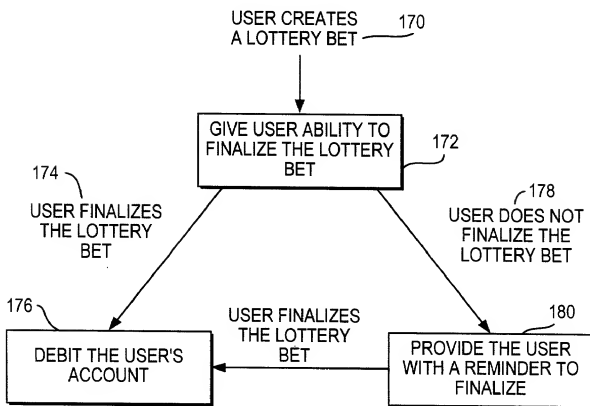 USER CREATES
A LOTTERY BET
170
GIVE USER ABILITY TO
FINALIZE THE LOTTERY
BET
172
174
USER FINALIZES
THE LOTTERY
BET
178
USER DOES NOT
FINALIZE THE
LOTTERY BET
176
DEBIT THE USER'S
ACCOUNT
USER FINALIZES
THE LOTTERY
BET
180
PROVIDE THE USER
WITH A REMINDER TO
FINALIZE